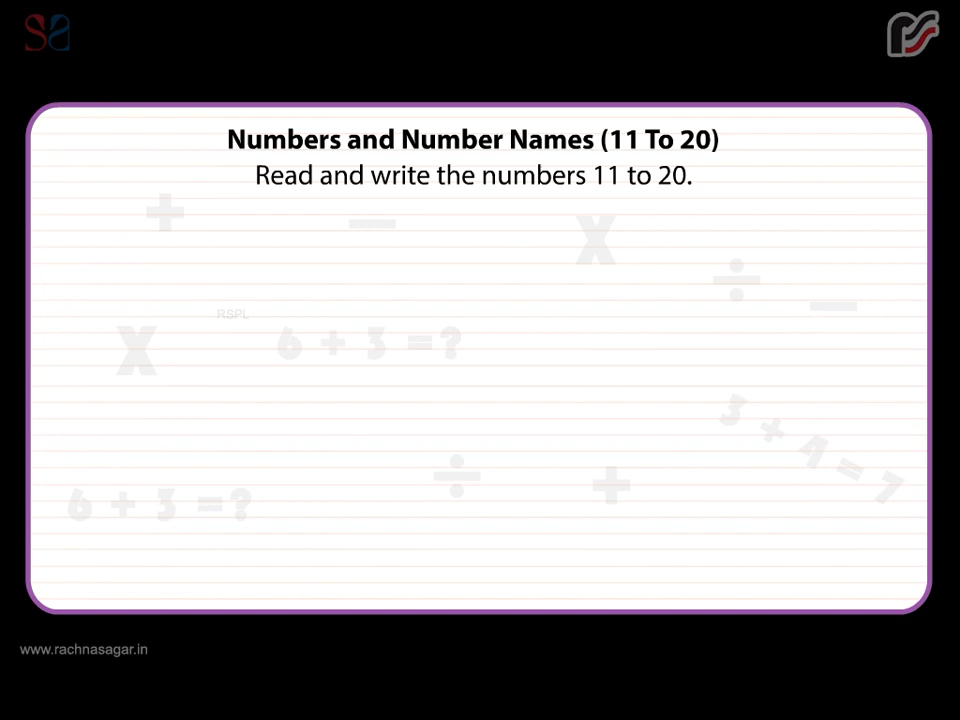 Numbers and Number Names (11 To 20)
Read and write the numbers 11 to 20.
+
–
X
÷
–
RSPL
X
6 + 3 = ?
3 + 4 = 7
÷
+
6 + 3 = ?
www.rachnasagar.in